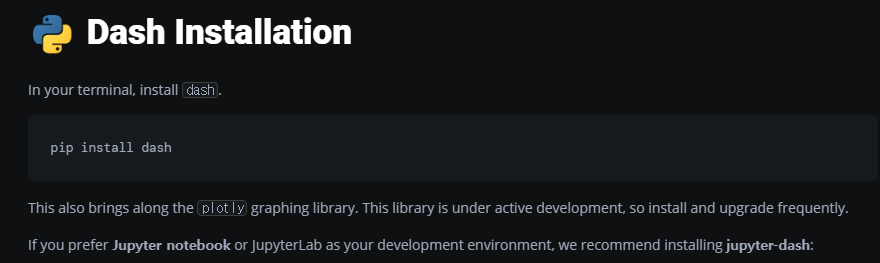 Dash Installation
In your terminal, install dash.
pip install dash
This also brings along the plotly graphing library. This library is under active development, so install and upgrade frequently.
If you prefer Jupyter notebook or JupyterLab as your development environment, we recommend installing jupyter-dash: